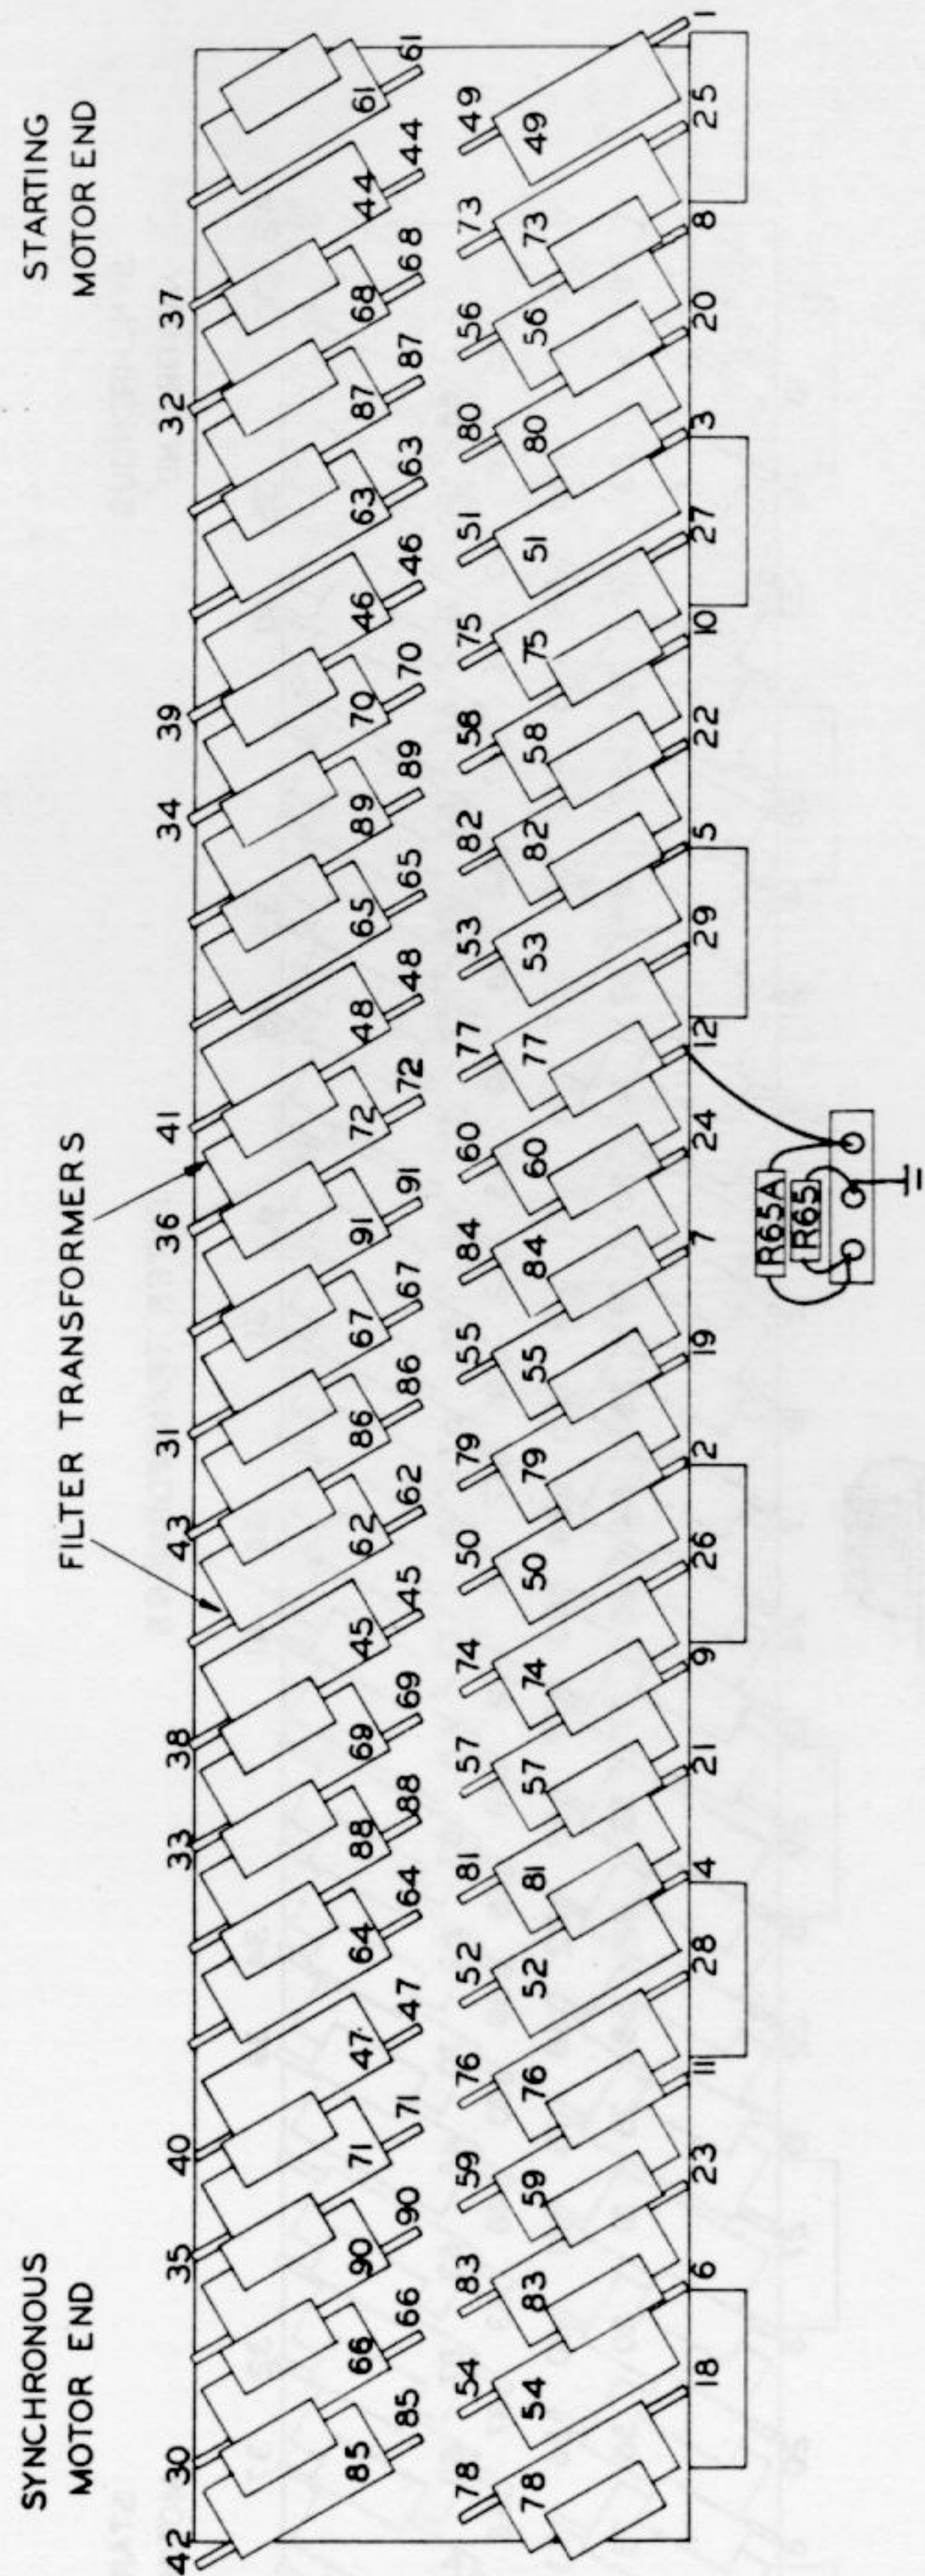 SYNCHRONOUS
MOTOR END
FILTER TRANSFORMERS
STARTING
MOTOR END
42 30 35 40 33 38 43 31 36 41 34 39 32 37
85 66 90 71 47 64 88 69 45 62 86 67 91 72 48 65 89 70 46 63 87 68 44 61
85 66 90 71 47 64 88 69 45 62 86 67 91 72 48 65 89 70 46 63 87 68 44 61
78 54 83 59 76 52 81 57 74 50 79 55 84 60 77 53 82 58 75 51 80 56 73 49
78 54 83 59 76 52 81 57 74 50 79 55 84 60 77 53 82 58 75 51 80 56 73 49
18 6 23 11 28 4 21 9 26 2 19 7 24 12 29 5 22 10 27 3 20 8 25 1
R65A
R65